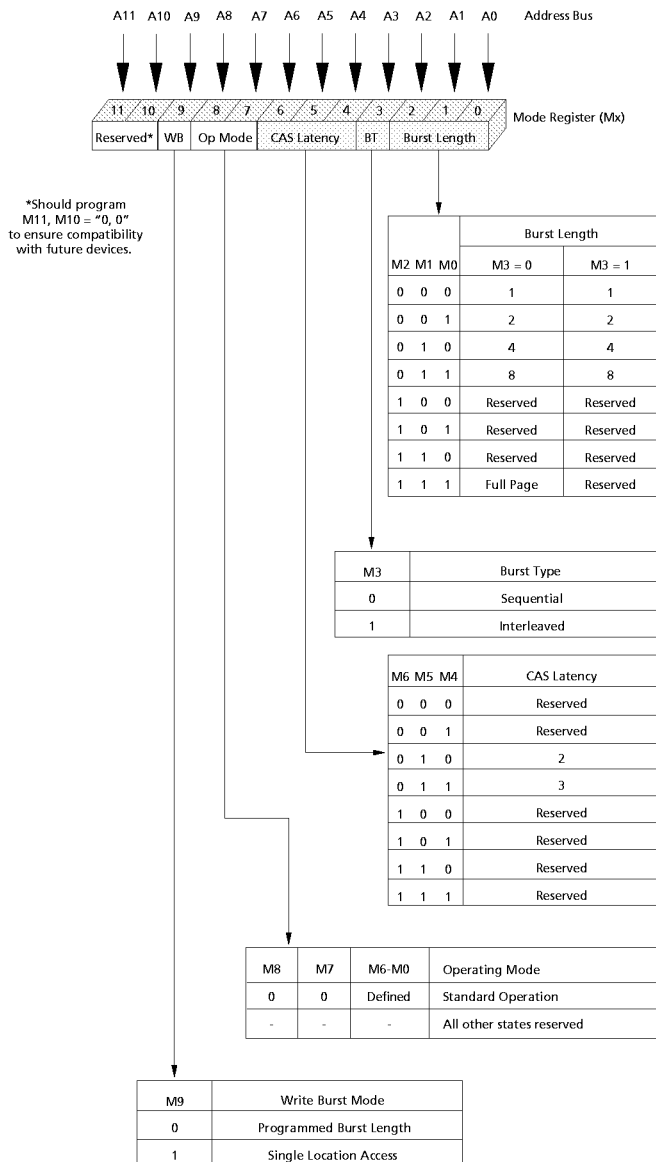 A11 A10 A9 A8 A7 A6 A5 A4 A3 A2 A1 A0 Address Bus
11 10 9 8 7 6 5 4 3 2 1 0
Mode Register (Mx)
Reserved* WB Op Mode CAS Latency BT Burst Length
*Should program
M11, M10 = “0, 0”
to ensure compatibility
with future devices.
Burst Length
M2 M1 M0 M3 = 0 M3 = 1
0 0 0 1 1
0 0 1 2 2
0 1 0 4 4
0 1 1 8 8
1 0 0 Reserved Reserved
1 0 1 Reserved Reserved
1 1 0 Reserved Reserved
1 1 1 Full Page Reserved
M3 Burst Type
0 Sequential
1 Interleaved
M6 M5 M4 CAS Latency
0 0 0 Reserved
0 0 1 Reserved
0 1 0 2
0 1 1 3
1 0 0 Reserved
1 0 1 Reserved
1 1 0 Reserved
1 1 1 Reserved
M8 M7 M6-M0 Operating Mode
0 0 Defined Standard Operation
- - - All other states reserved
M9 Write Burst Mode
0 Programmed Burst Length
1 Single Location Access